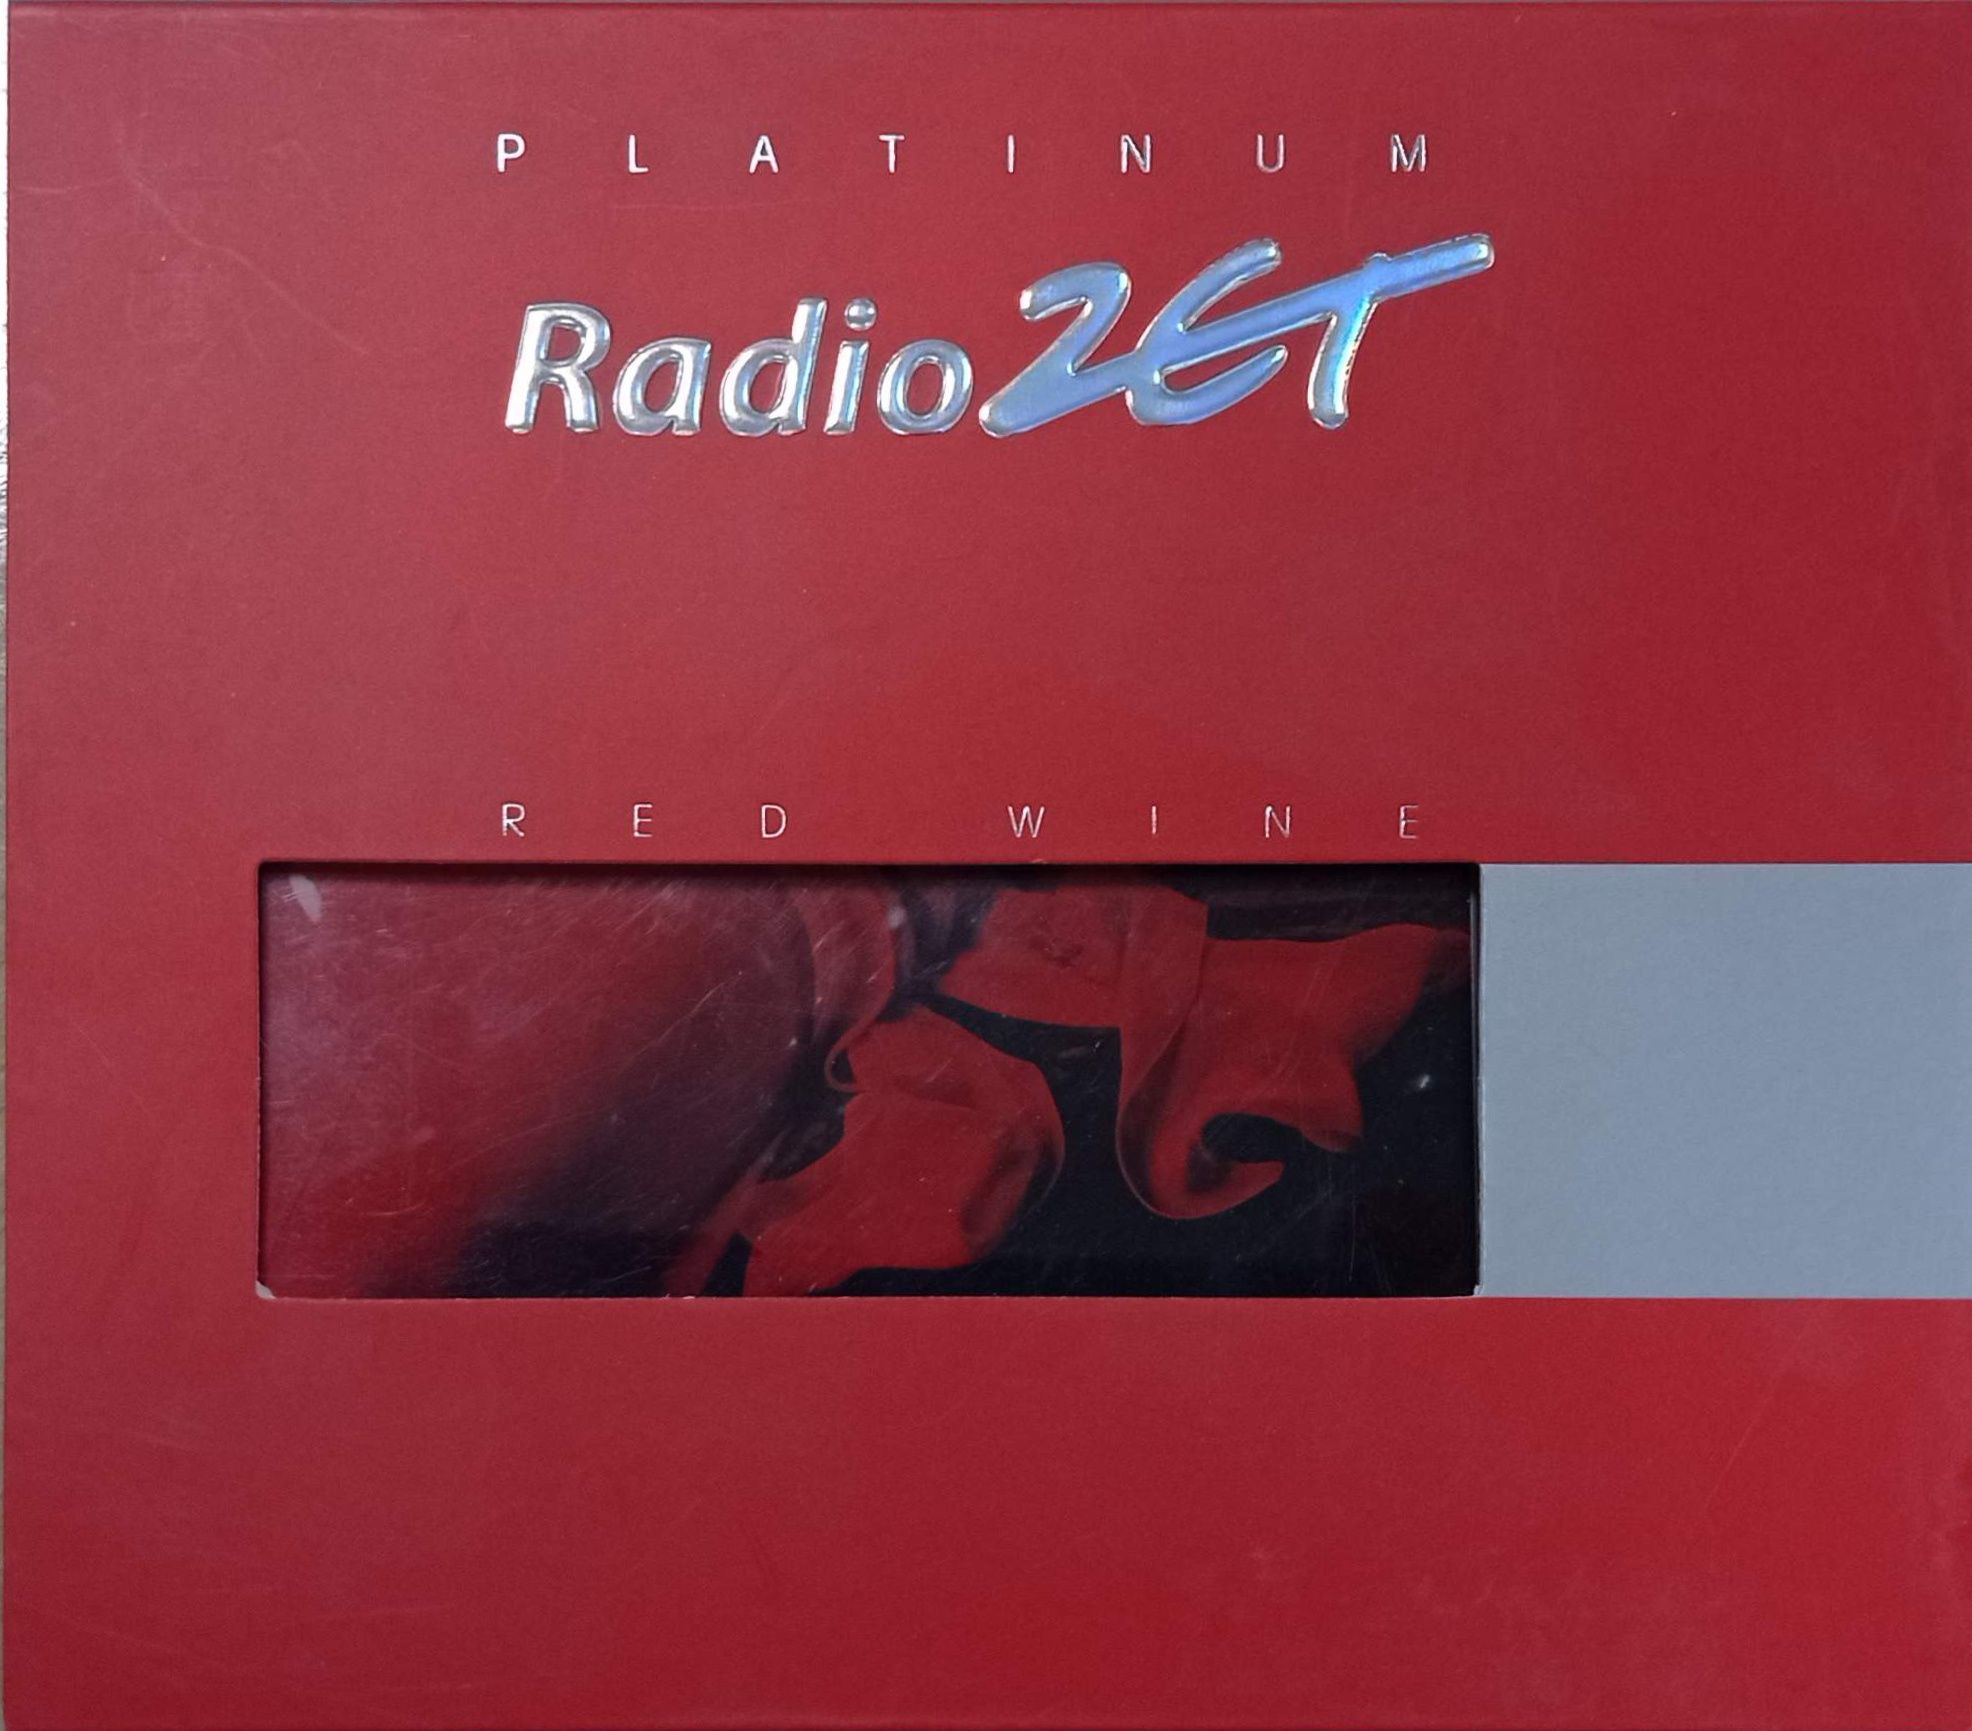 PLATINUM
Radio ZET
RED WINE